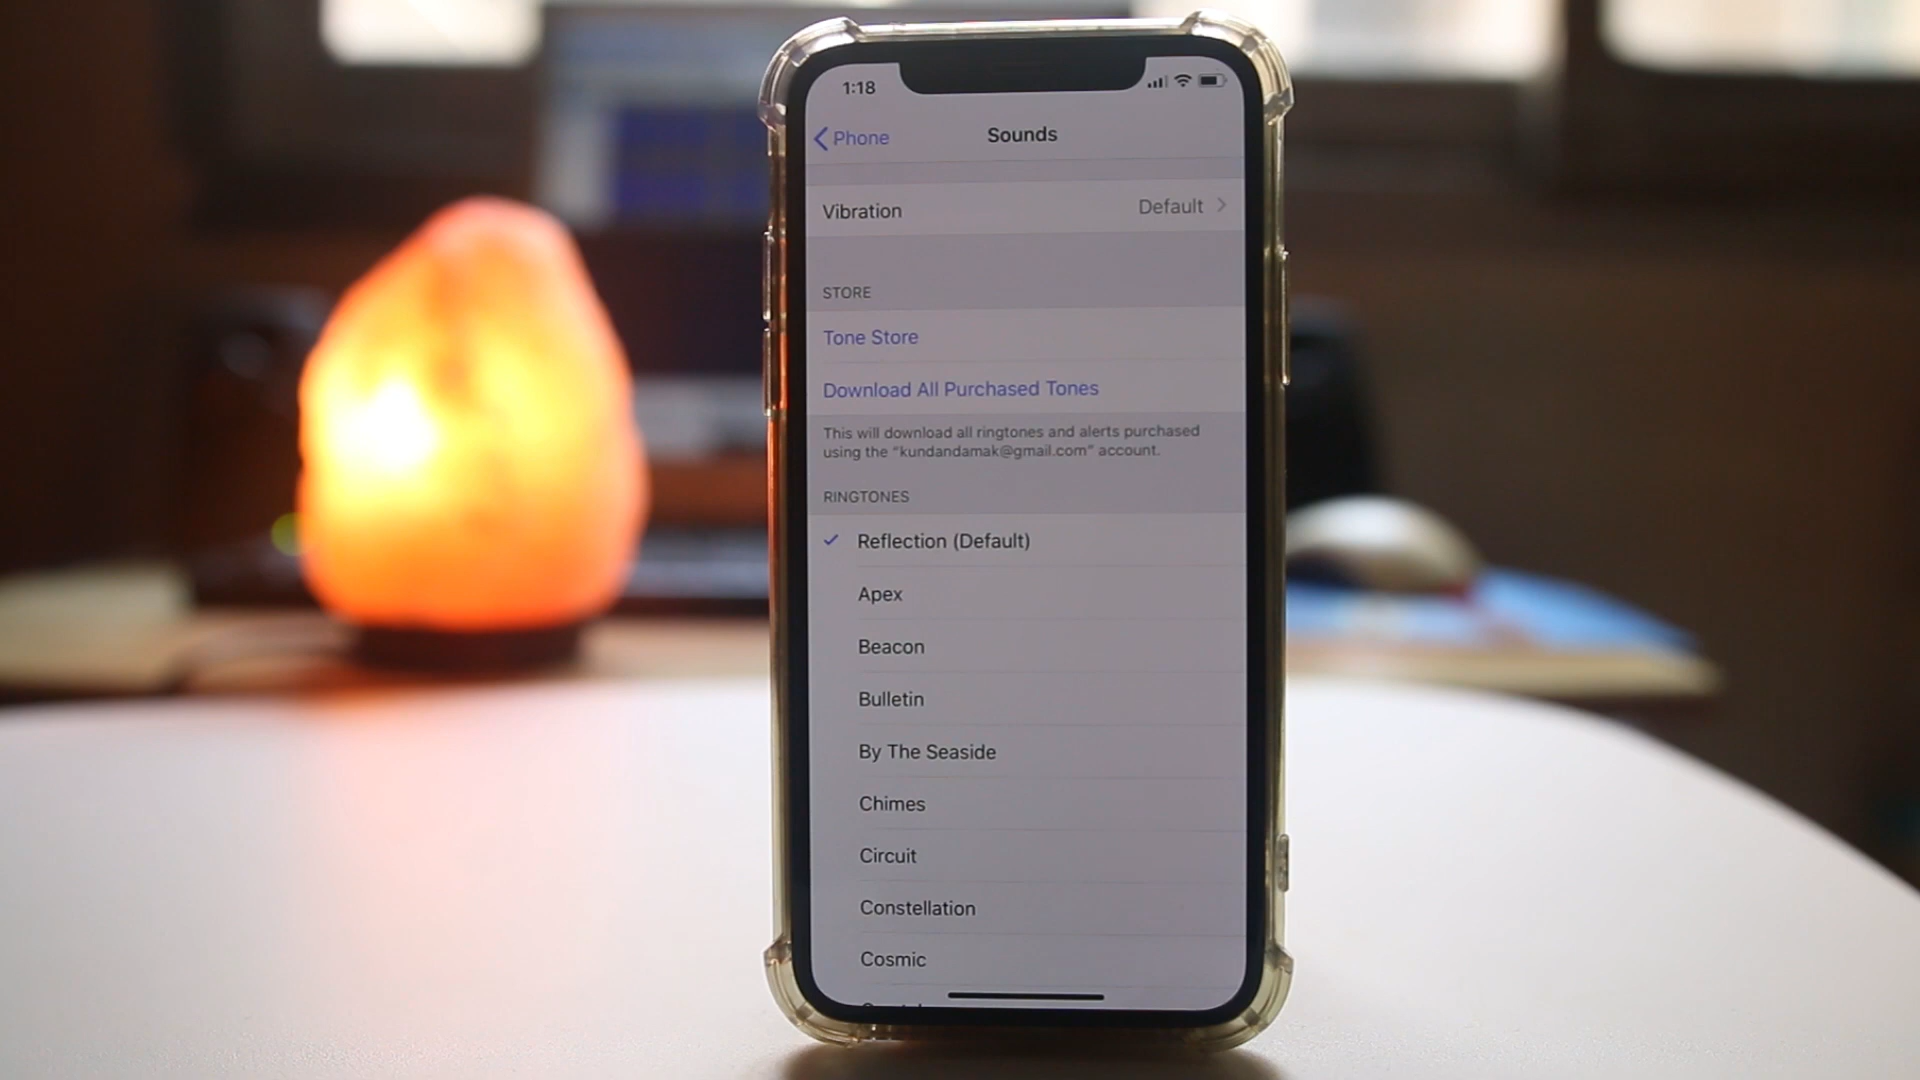 1:18
Phone
Sounds
Vibration
Default
STORE
Tone Store
Download All Purchased Tones
This will download all ringtones and alerts purchased
using the “kundandamak@gmail.com” account.
RINGTONES
Reflection (Default)
Apex
Beacon
Bulletin
By The Seaside
Chimes
Circuit
Constellation
Cosmic